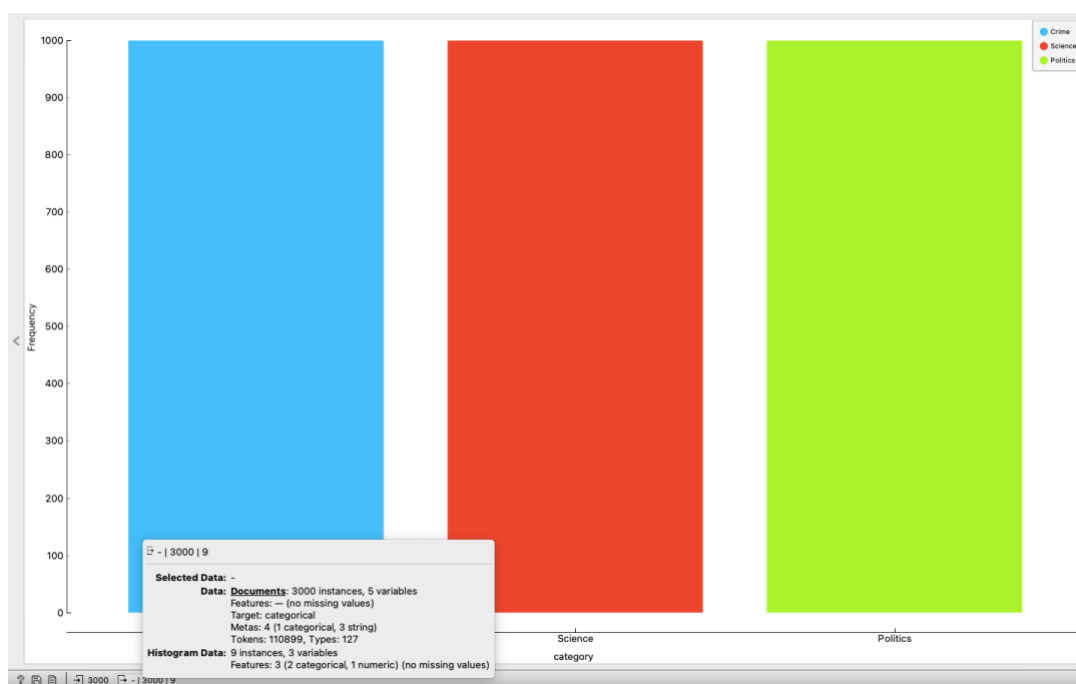 1000
900
800
700
600
500
400
300
200
100
0
Frequency
Crime
Science
Politics
- | 3000 | 9
Selected Data: -
Data: Documents: 3000 instances, 5 variables
Features: — (no missing values)
Target: categorical
Metas: 4 (1 categorical, 3 string)
Tokens: 110899, Types: 127
Histogram Data: 9 instances, 3 variables
Features: 3 (2 categorical, 1 numeric) (no missing values)
Science
Politics
category
? 3000 - | 3000 | 9